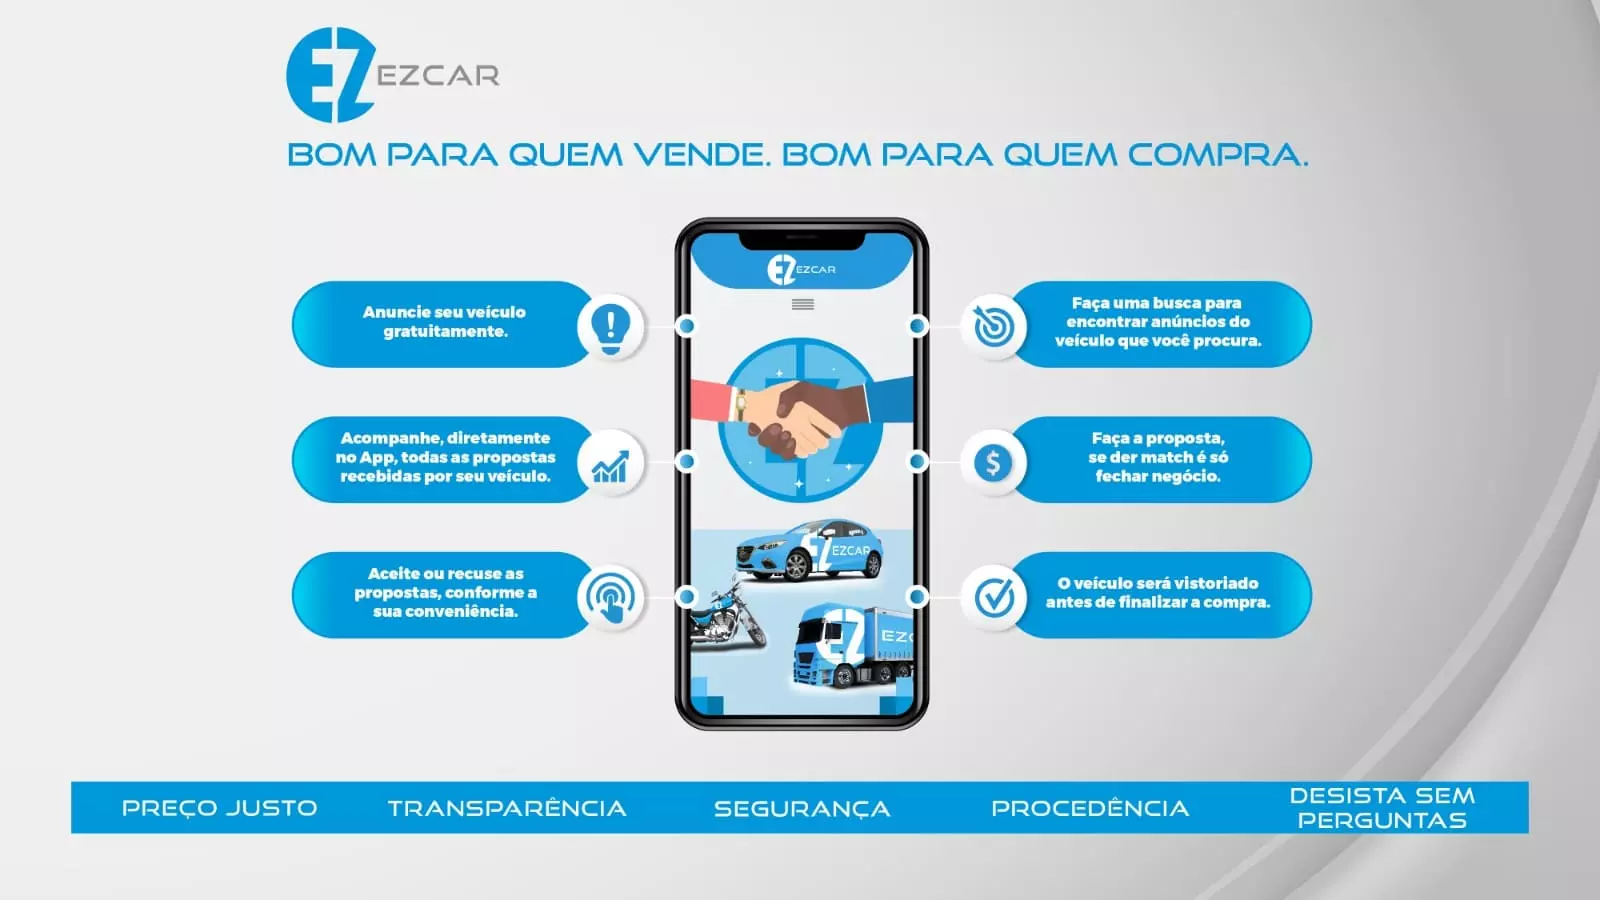 EZ EZCAR
BOM PARA QUEM VENDE. BOM PARA QUEM COMPRA.
Anuncie seu veículo
gratuitamente.
Acompanhe, diretamente
no App, todas as propostas
recebidas por seu veículo.
Aceite ou recuse as
propostas, conforme a
sua conveniência.
EZ EZCAR
EZ EZCAR
EZ EZC
Faça uma busca para
encontrar anúncios do
veículo que você procura.
Faça a proposta,
se der match é só
fechar negócio.
$
O veículo será vistoriado
antes de finalizar a compra.
PREÇO JUSTO
TRANSPARÊNCIA
SEGURANÇA
PROCEDÊNCIA
DESISTA SEM
PERGUNTAS